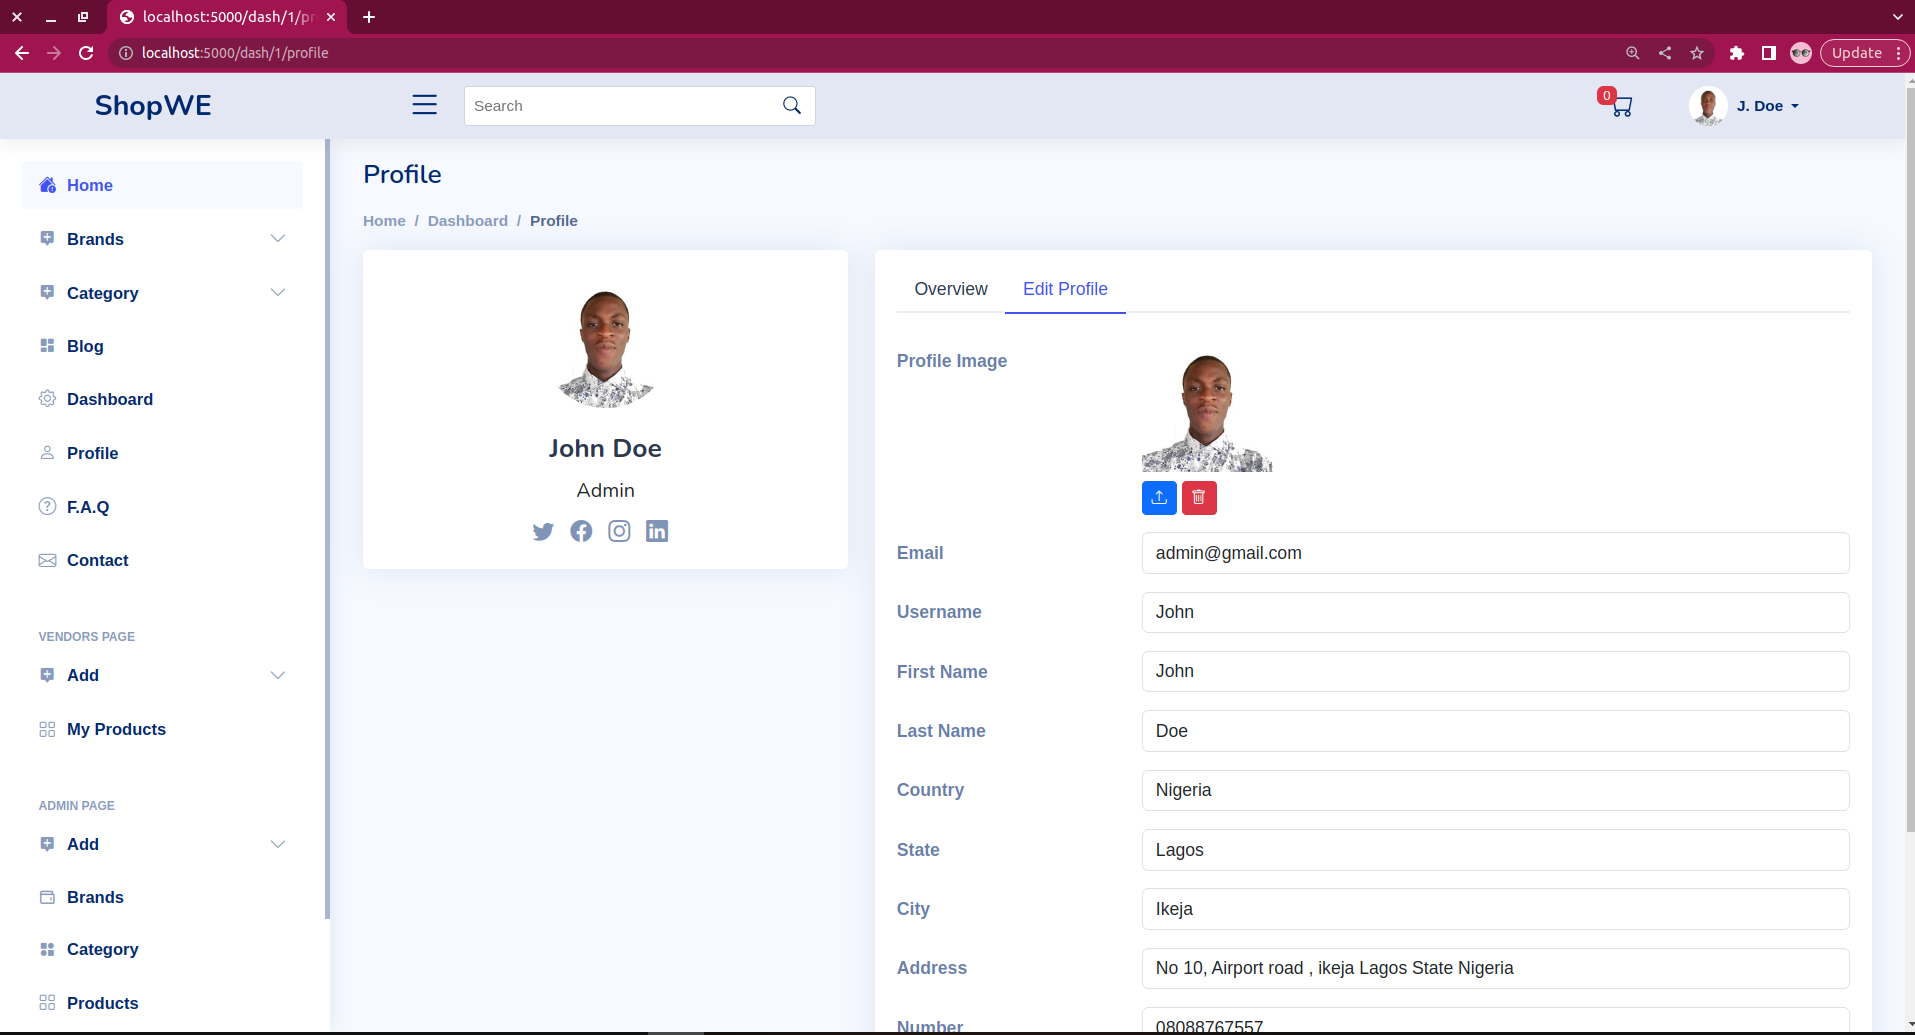 localhost:5000/dash/1/pr
localhost:5000/dash/1/profile
Update
ShopWE
Search
0
J. Doe
Home
Brands
Category
Blog
Dashboard
Profile
F.A.Q
Contact
VENDORS PAGE
Add
My Products
ADMIN PAGE
Add
Brands
Category
Products
Profile
Home / Dashboard / Profile
John Doe
Admin
Overview Edit Profile
Profile Image
Email admin@gmail.com
Username John
First Name John
Last Name Doe
Country Nigeria
State Lagos
City Ikeja
Address No 10, Airport road , ikeja Lagos State Nigeria
Number 08088767557